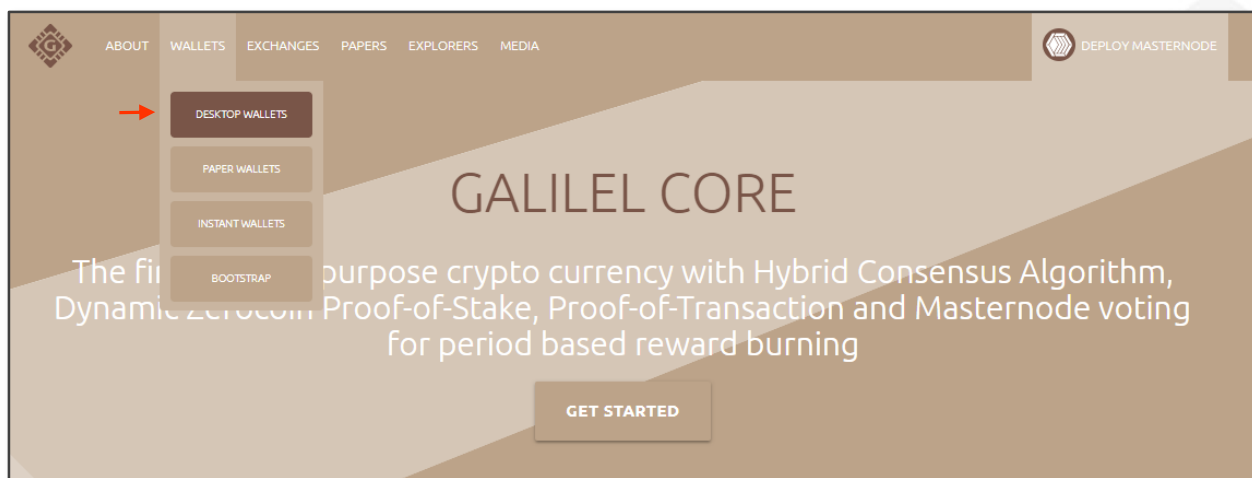 G
ABOUT WALLETS EXCHANGES PAPERS EXPLORERS MEDIA
DEPLOY MASTERNODE
DESKTOP WALLETS
PAPER WALLETS
INSTANT WALLETS
BOOTSTRAP
GALILEL CORE
The purpose crypto currency with Hybrid Consensus Algorithm,
Dynamic Zerocoin Proof-of-Stake, Proof-of-Transaction and Masternode voting
for period based reward burning
GET STARTED